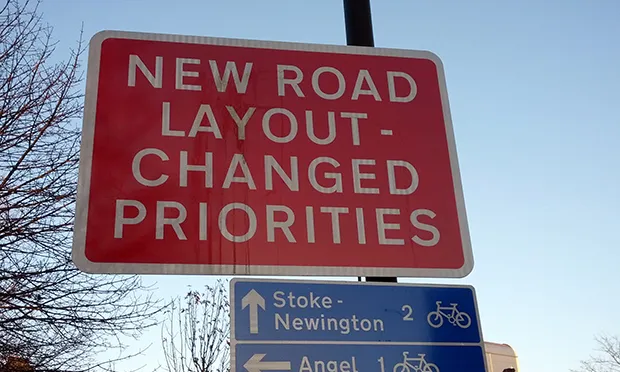 NEW ROAD
LAYOUT -
CHANGED
PRIORITIES
Stoke -
Newington 2
Angel 1